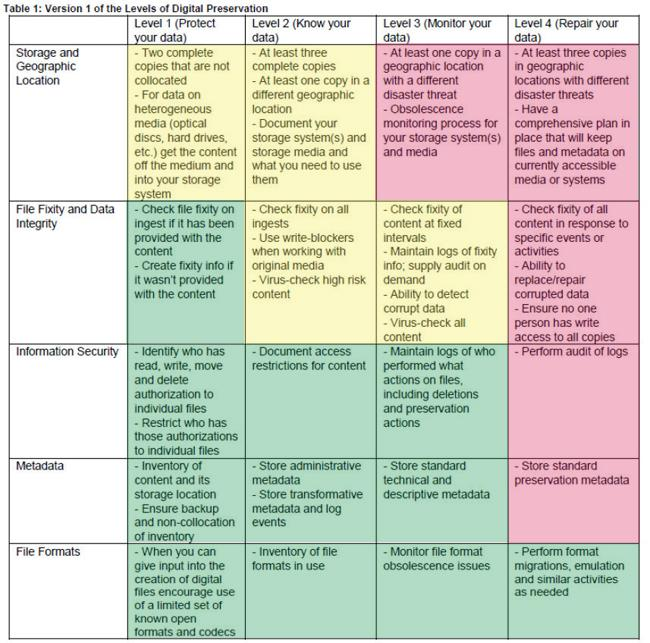 Table 1: Version 1 of the Levels of Digital Preservation
Level 1 (Protect
your data)
Level 2 (Know your
data)
Level 3 (Monitor your
data)
Level 4 (Repair your
data)
Storage and
Geographic
Location
- Two complete
copies that are not
collocated
- For data on
heterogeneous
media (optical
discs, hard drives,
etc.) get the content
off the medium and
into your storage
system
- At least three
complete copies
- At least one copy in a
different geographic
location
- Document your
storage system(s) and
storage media and
what you need to use
them
- At least one copy in a
geographic location
with a different
disaster threat
- Obsolescence
monitoring process for
your storage system(s)
and media
- At least three copies
in geographic
locations with different
disaster threats
- Have a
comprehensive plan in
place that will keep
files and metadata on
currently accessible
media or systems
File Fixity and Data
Integrity
- Check file fixity on
ingest if it has been
provided with the
content
- Create fixity info if
it wasn't provided
with the content
- Check fixity on all
ingests
- Use write-blockers
when working with
original media
- Virus-check high risk
content
- Check fixity of
content at fixed
intervals
- Maintain logs of fixity
info; supply audit on
demand
- Ability to detect
corrupt data
- Virus-check all
content
- Check fixity of all
content in response to
specific events or
activities
- Ability to
replace/repair
corrupted data
- Ensure no one
person has write
access to all copies
Information Security
- Identify who has
read, write, move
and delete
authorization to
individual files
- Restrict who has
those authorizations
to individual files
- Document access
restrictions for content
- Maintain logs of who
performed what
actions on files,
including deletions
and preservation
actions
- Perform audit of logs
Metadata
- Inventory of
content and its
storage location
- Ensure backup
and non-collocation
of inventory
- Store administrative
metadata
- Store transformative
metadata and log
events
- Store standard
technical and
descriptive metadata
- Store standard
preservation metadata
File Formats
- When you can
give input into the
creation of digital
files encourage use
of a limited set of
known open
formats and codecs
- Inventory of file
formats in use
- Monitor file format
obsolescence issues
- Perform format
migrations, emulation
and similar activities
as needed